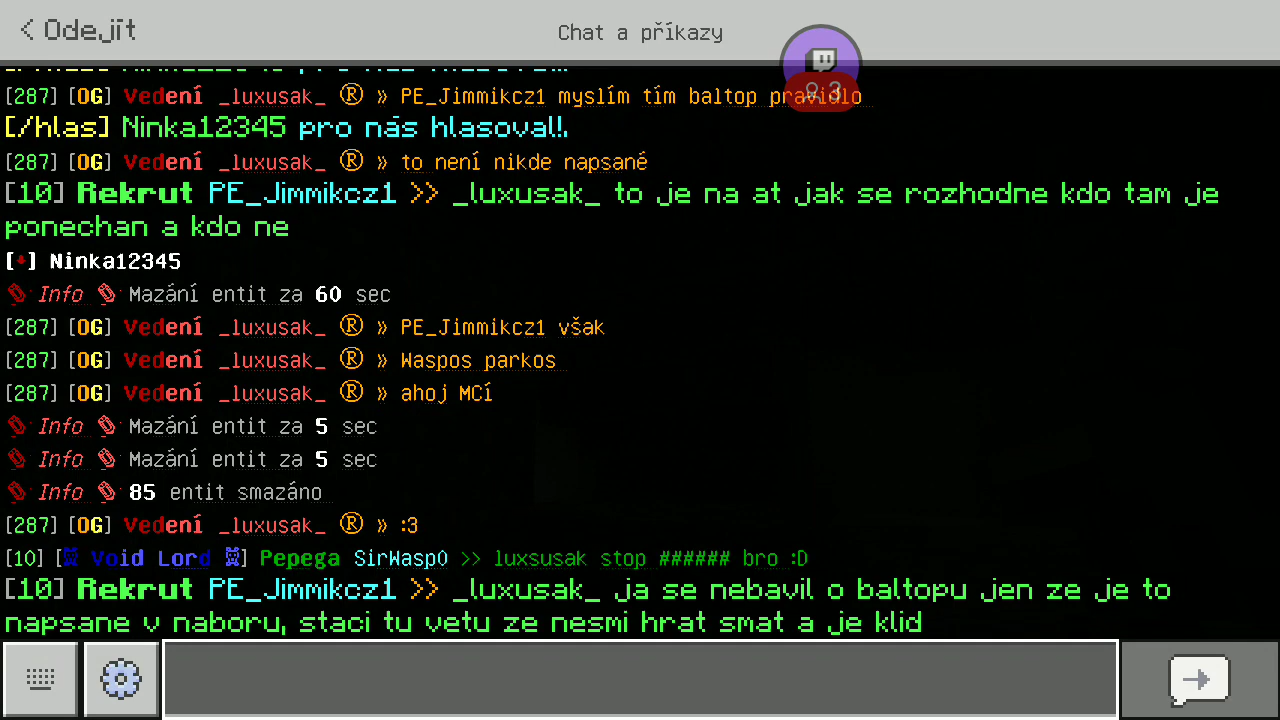 Odejít
Chat a příkazy
3
[287] [OG] Vedení _luxusak_ ® » PE_Jimmikcz1 myslím tím baltop pravidlo
[/hlas] Ninka12345 pro nás hlasoval!.
[287] [OG] Vedení _luxusak_ ® » to není nikde napsané
[10] Rekrut PE_Jimmikcz1 >> _luxusak_ to je na at jak se rozhodne kdo tam je
ponechan a kdo ne
[+] Ninka12345
Info Mazání entit za 60 sec
[287] [OG] Vedení _luxusak_ ® » PE_Jimmikcz1 však
[287] [OG] Vedení _luxusak_ ® » Waspos parkos
[287] [OG] Vedení _luxusak_ ® » ahoj MCí
Info Mazání entit za 5 sec
Info Mazání entit za 5 sec
Info 85 entit smazáno
[287] [OG] Vedení _luxusak_ ® » :3
[10] [Void Lord] Pepega SirWaspO >> luxsusak stop ###### bro :D
[10] Rekrut PE_Jimmikcz1 >> _luxusak_ ja se nebavil o baltopu jen ze je to
napsane v naboru, staci tu vetu ze nesmi hrat smat a je klid